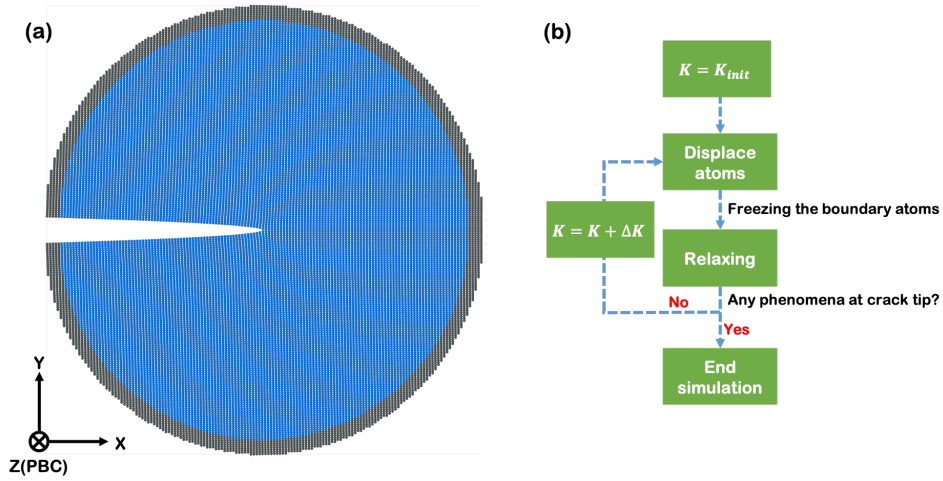 (a)
Y
X
Z(PBC)
(b)
K = K_init
Displace
atoms
Freezing the boundary atoms
K = K + ΔK
Relaxing
Any phenomena at crack tip?
No
Yes
End
simulation